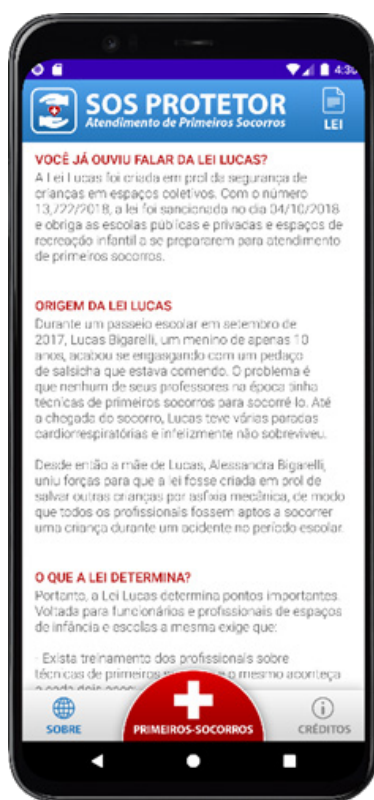 4:30
SOS PROTETOR
Atendimento de Primeiros Socorros
LEI
VOCÊ JÁ OUVIU FALAR DA LEI LUCAS?
A Lei Lucas foi criada em prol da segurança de
crianças em espaços coletivos. Com o número
13,722/2018, a lei foi sancionada no dia 04/10/2018
e obriga as escolas públicas e privadas e espaços de
recreação infantil a se prepararem para atendimento
de primeiros socorros.
ORIGEM DA LEI LUCAS
Durante um passeio escolar em setembro de
2017, Lucas Bigarelli, um menino de apenas 10
anos, acabou se engasgando com um pedaço
de salsicha que estava comendo. O problema é
que nenhum de seus professores na época tinha
técnicas de primeiros socorros para socorrê lo. Até
a chegada do socorro, Lucas teve várias paradas
cardiorrespiratórias e infelizmente não sobreviveu.
Desde então a mãe de Lucas, Alessandra Bigarelli,
uniu forças para que a lei fosse criada em prol de
salvar outras crianças por asfixia mecânica, de modo
que todos os profissionais fossem aptos a socorrer
uma criança durante um acidente no período escolar.
O QUE A LEI DETERMINA?
Portanto, a Lei Lucas determina pontos importantes.
Voltada para funcionários e profissionais de espaços
de infância e escolas a mesma exige que:
- Exista treinamento dos profissionais sobre
técnicas de primeiros e o mesmo aconteça
a cada dois
SOBRE
PRIMEIROS-SOCORROS
CRÉDITOS